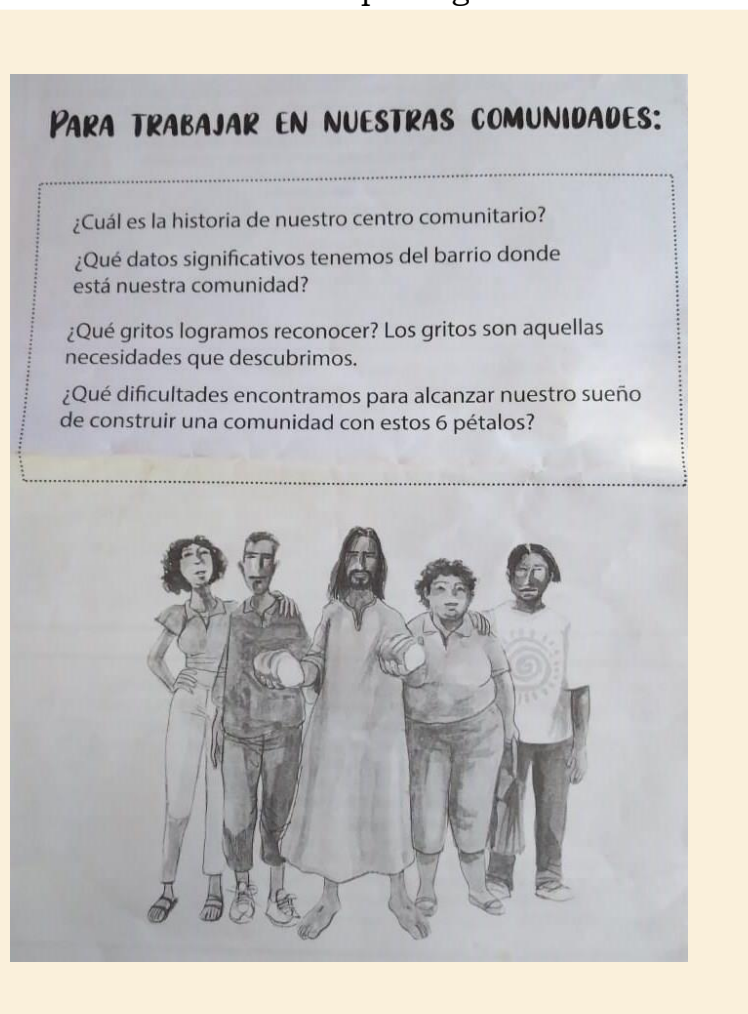 PARA TRABAJAR EN NUESTRAS COMUNIDADES:
¿Cuál es la historia de nuestro centro comunitario?
¿Qué datos significativos tenemos del barrio donde
está nuestra comunidad?
¿Qué gritos logramos reconocer? Los gritos son aquellas
necesidades que descubrimos.
¿Qué dificultades encontramos para alcanzar nuestro sueño
de construir una comunidad con estos 6 pétalos?